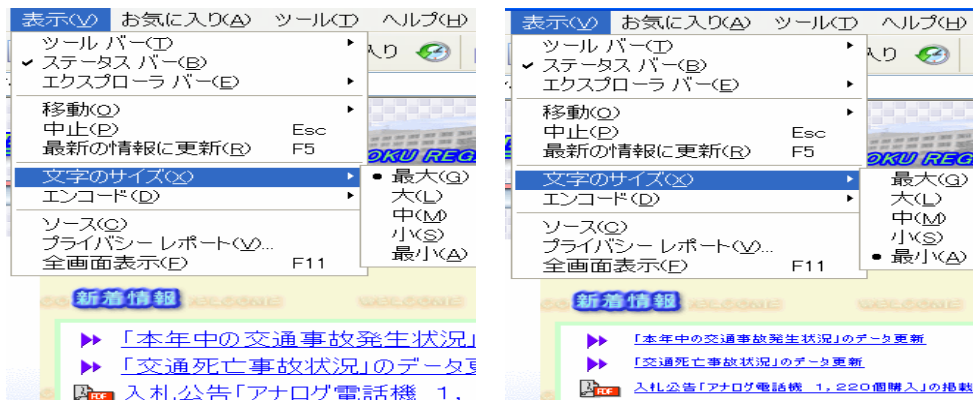 表示(V) お気に入り(A) ツール(T) ヘルプ(H)
ツール バー(T)
ステータス バー(B)
エクスプローラ バー(E)
移動(O)
中止(P) Esc
最新の情報に更新(R) F5
文字のサイズ(X)
エンコード(D)
ソース(C)
プライバシー レポート(V)...
全画面表示(F) F11
最大(G)
大(L)
中(M)
小(S)
最小(A)
入り
OKU REG
新着情報
WELCOME
「本年中の交通事故発生状況」
「交通死亡事故状況」のデータ
PDF 入札公告「アナログ電話機 1,
表示(V) お気に入り(A) ツール(T) ヘルプ(H)
ツール バー(T)
ステータス バー(B)
エクスプローラ バー(E)
移動(O)
中止(P) Esc
最新の情報に更新(R) F5
文字のサイズ(X)
エンコード(D)
ソース(C)
プライバシー レポート(V)...
全画面表示(F) F11
最大(G)
大(L)
中(M)
小(S)
最小(A)
入り
OKU REG
新着情報
WELCOME
「本年中の交通事故発生状況」のデータ更新
「交通死亡事故状況」のデータ更新
PDF 入札公告「アナログ電話機 1,220個購入」の掲載